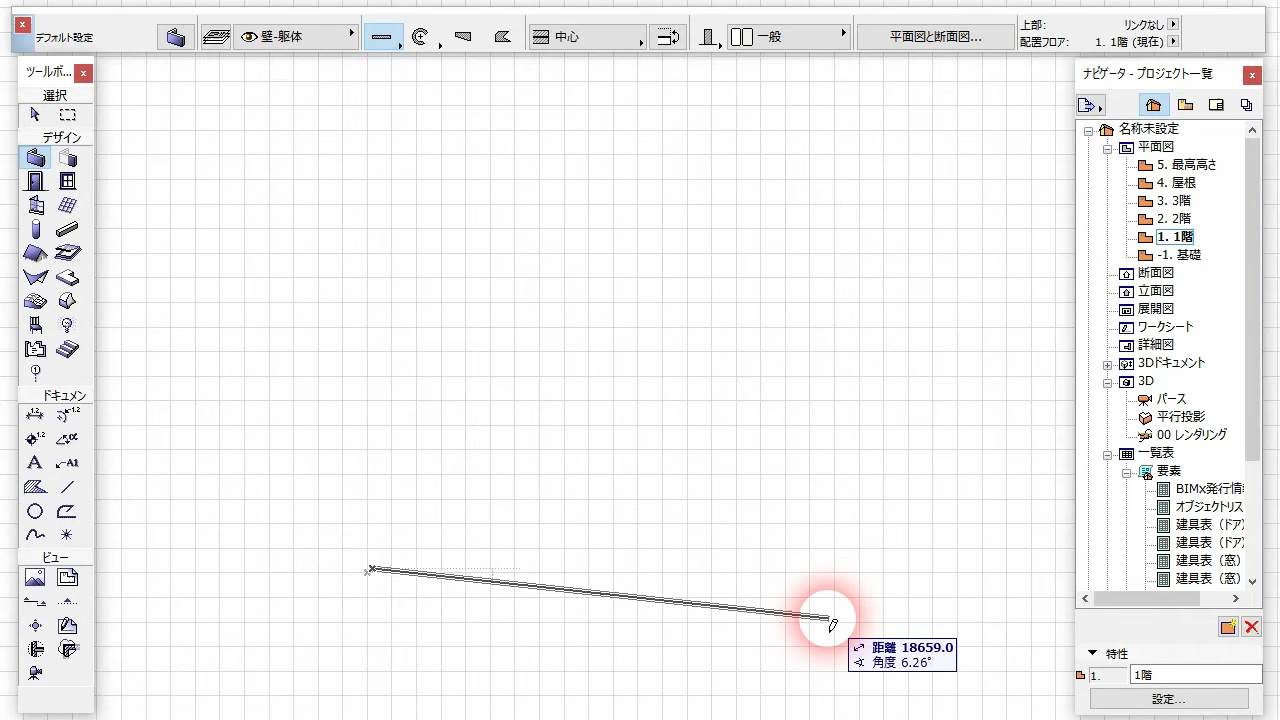 デフォルト設定
壁-躯体
中心
一般
平面図と断面図...
上部:
リンクなし
配置フロア:
1. 1階 (現在)
ツールボ...
選択
デザイン
ドキュメン
1.2
1.2
1.2
α
A
A1
ビュー
距離 18659.0
角度 6.26°
ナビゲータ - プロジェクト一覧
名称未設定
平面図
5. 最高高さ
4. 屋根
3. 3階
2. 2階
1. 1階
-1. 基礎
断面図
立面図
展開図
ワークシート
詳細図
3Dドキュメント
3D
パース
平行投影
00 レンダリング
一覧表
要素
BIMx発行情
オブジェクトリス
建具表 (ドア)
建具表 (ドア)
建具表 (窓)
建具表 (窓)
特性
1.
1階
設定...